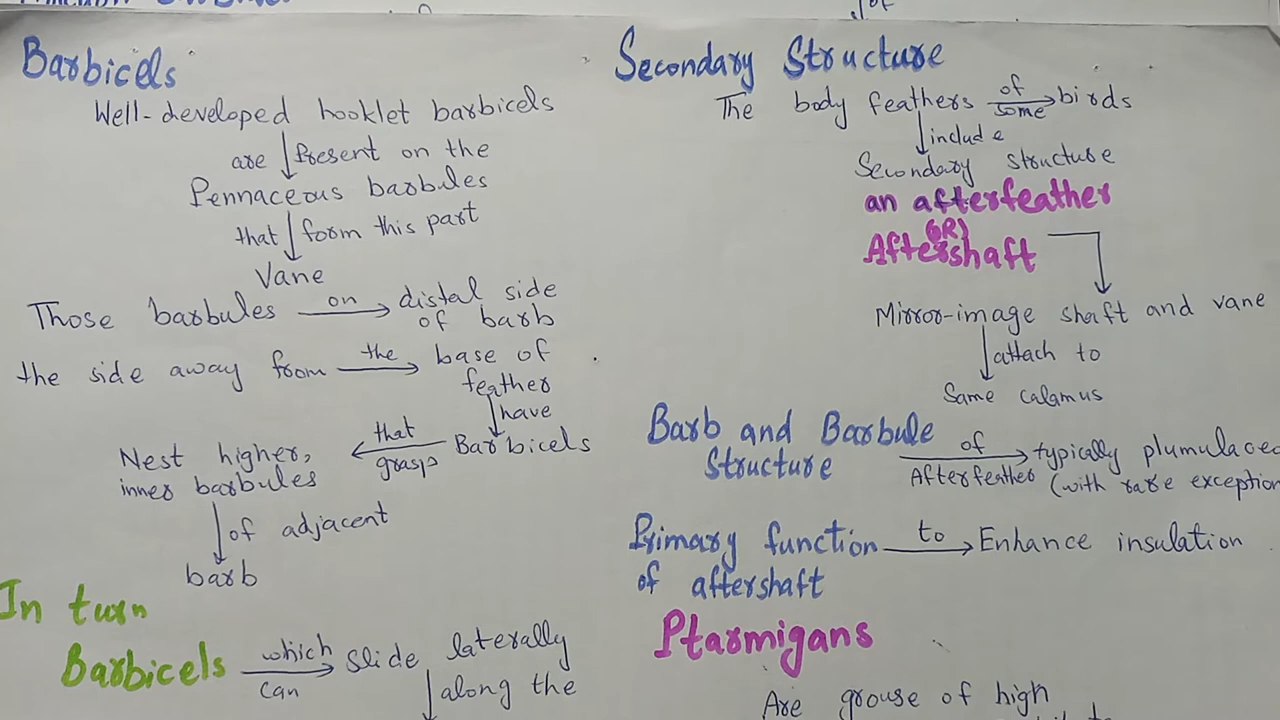 Barbicels
Well-developed hooklet barbicels
are Present on the
Pennaceous barbules
that form this part
Vane
Those barbules on distal side
of barb
the side away from the base of
feather
have
Barbicels
that
grasp
Nest higher,
inner barbules
of adjacent
barb
In turn
Barbicels which slide laterally
can
along the
of
Secondary Structure
The body feathers of birds
some
include
Secondary structure
an afterfeather
(OR)
Aftershaft
Mirror-image shaft and vane
attach to
Same calamus
Barb and Barbule
Structure
of typically plumulaceo
Afterfeather (with rare exception
Primary function to Enhance insulation
of aftershaft
Ptarmigans
Are grouse of high